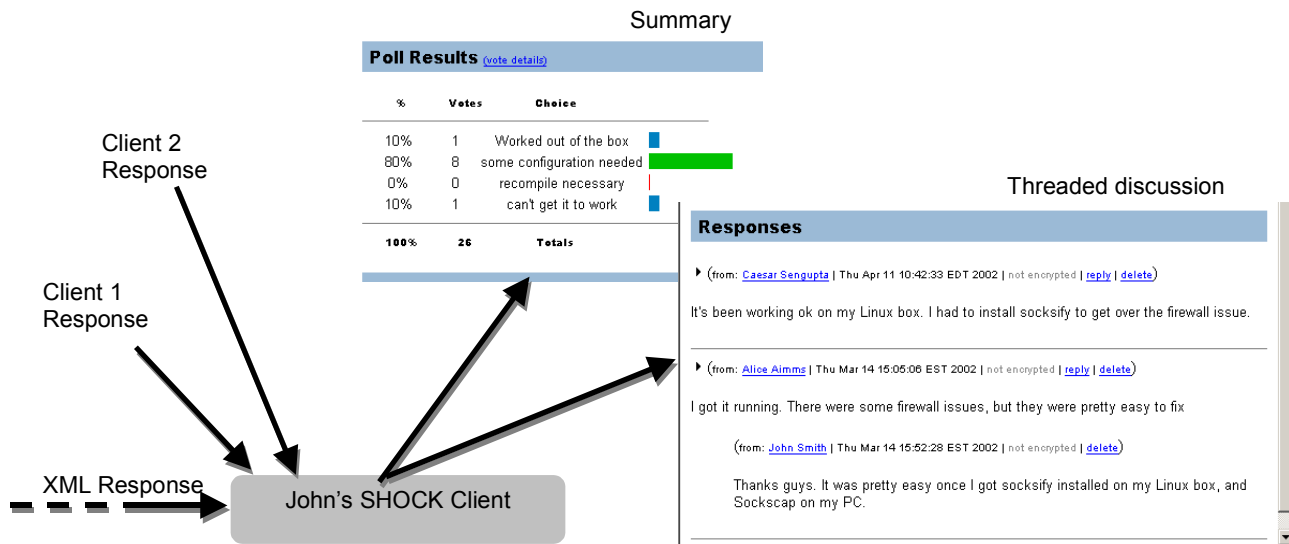 Summary
Poll Results (vote details)
% Votes Choice
10% 1 Worked out of the box
80% 8 some configuration needed
0% 0 recompile necessary
10% 1 can't get it to work
100% 26 Totals
Client 2
Response
Client 1
Response
XML Response
John's SHOCK Client
Threaded discussion
Responses
(from: Caesar Sengupta | Thu Apr 11 10:42:33 EDT 2002 | not encrypted | reply | delete)
It's been working ok on my Linux box. I had to install socksify to get over the firewall issue.
(from: Alice Aimms | Thu Mar 14 15:05:06 EST 2002 | not encrypted | reply | delete)
I got it running. There were some firewall issues, but they were pretty easy to fix
(from: John Smith | Thu Mar 14 15:52:28 EST 2002 | not encrypted | delete)
Thanks guys. It was pretty easy once I got socksify installed on my Linux box, and
Sockscap on my PC.